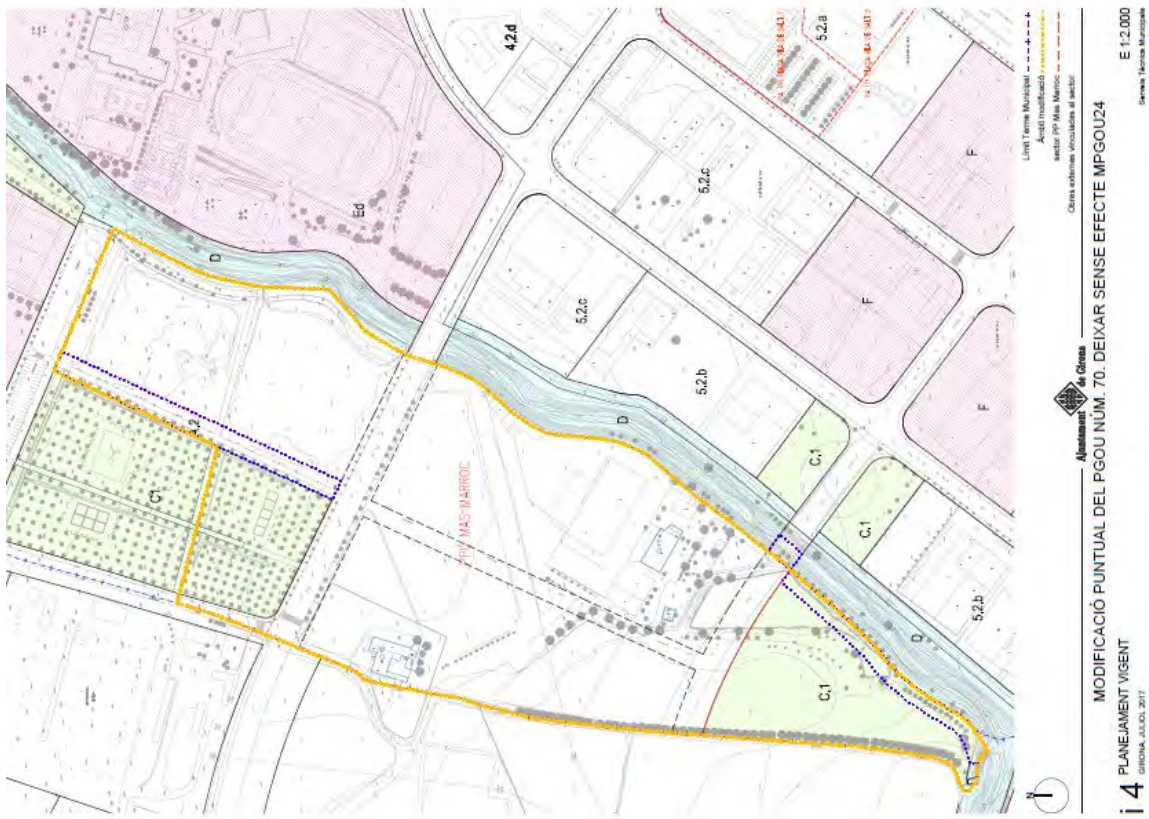 4.2.d
5.2.a
5.2.c
Ed
F
D
5.2.c
F
5.2.b
F
A.2
C.1
PP. MAS-MARROC
D
C.1
C.1
5.2.b
D
C.1
N
Límit Terme Municipal
Àmbit modificació
sector PP Mas Marroc
Obres externes vinculades al sector
Ajuntament de Girona
MODIFICACIÓ PUNTUAL DEL PGOU NÚM. 70. DEIXAR SENSE EFECTE MPGOU24
i 4 PLANEJAMENT VIGENT
GIRONA, JULIOL 2017
E 1:2.000
Serveis Tècnics Municipals